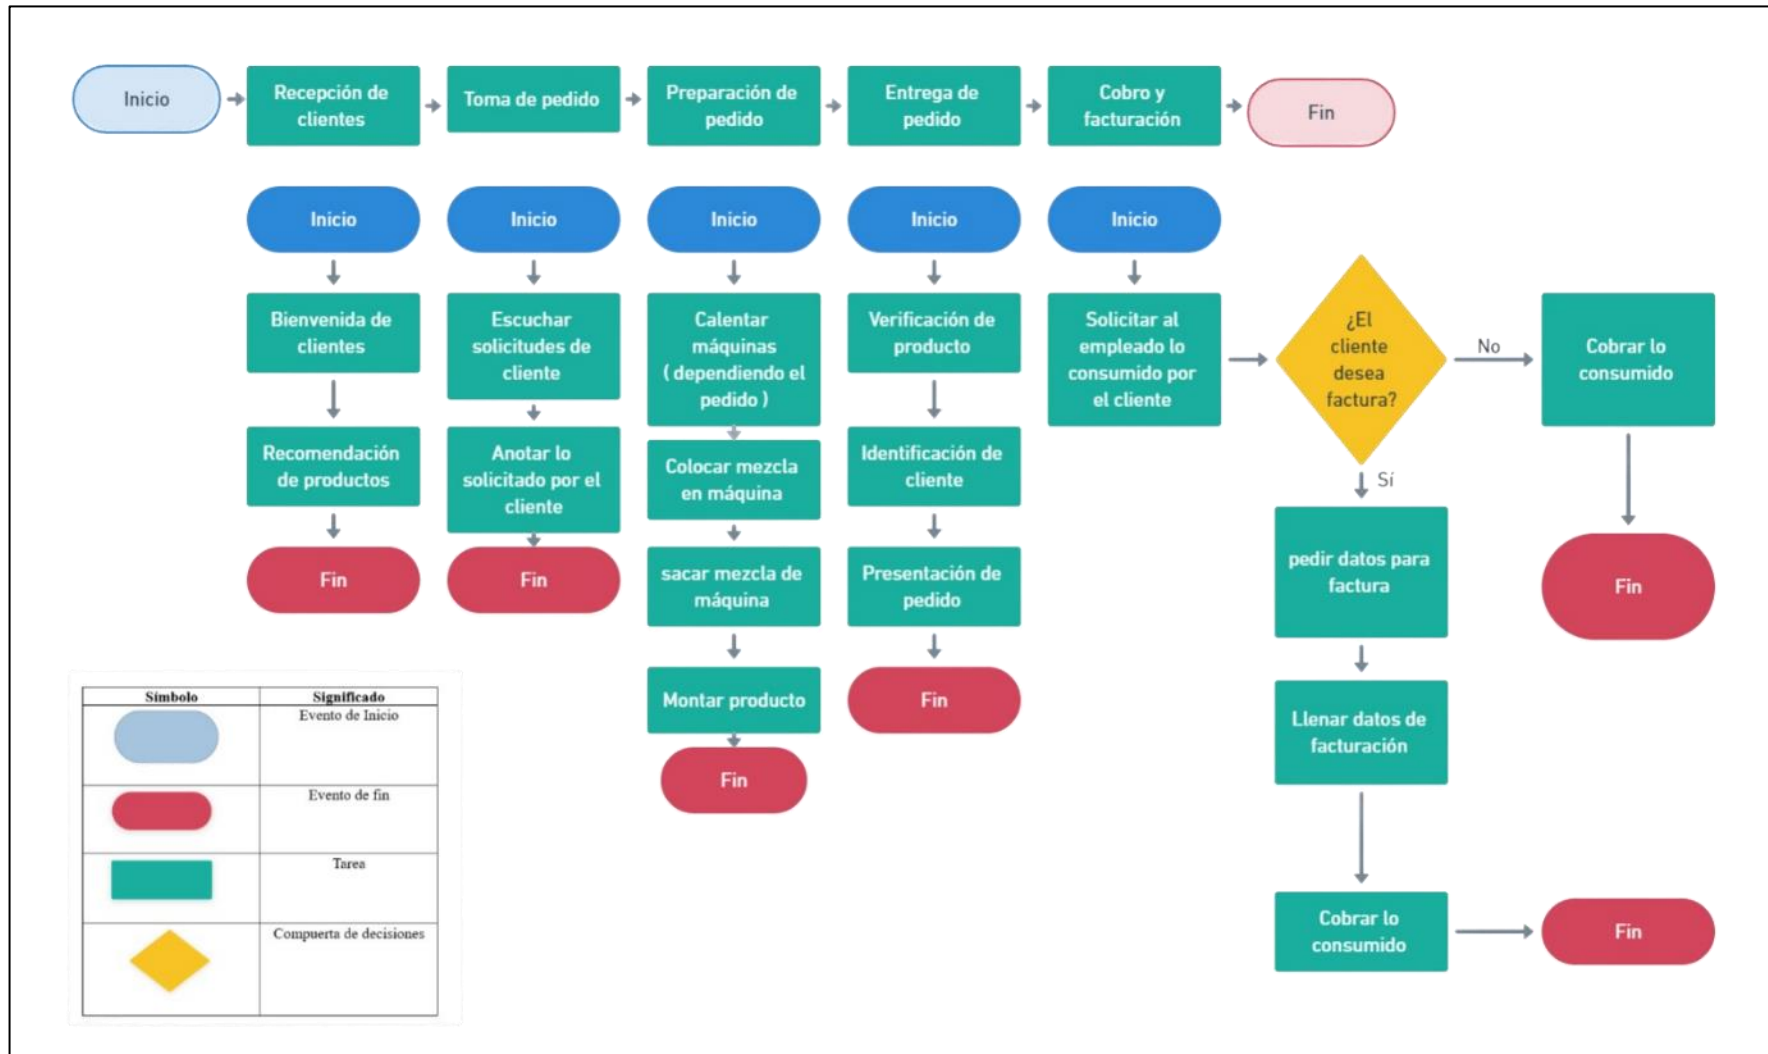 Inicio
Recepción de
clientes
Toma de pedido
Preparación de
pedido
Entrega de
pedido
Cobro y
facturación
Fin
Inicio
Bienvenida de
clientes
Recomendación
de productos
Fin
Inicio
Escuchar
solicitudes de
cliente
Anotar lo
solicitado por el
cliente
Fin
Inicio
Calentar
máquinas
( dependiendo el
pedido )
Colocar mezcla
en máquina
sacar mezcla de
máquina
Montar producto
Fin
Inicio
Verificación de
producto
Identificación de
cliente
Presentación de
pedido
Fin
Inicio
Solicitar al
empleado lo
consumido por
el cliente
¿El
cliente
desea
factura?
No
Cobrar lo
consumido
Fin
Sí
pedir datos para
factura
Llenar datos de
facturación
Cobrar lo
consumido
Fin
Símbolo
Significado
Evento de Inicio
Evento de fin
Tarea
Compuerta de decisiones